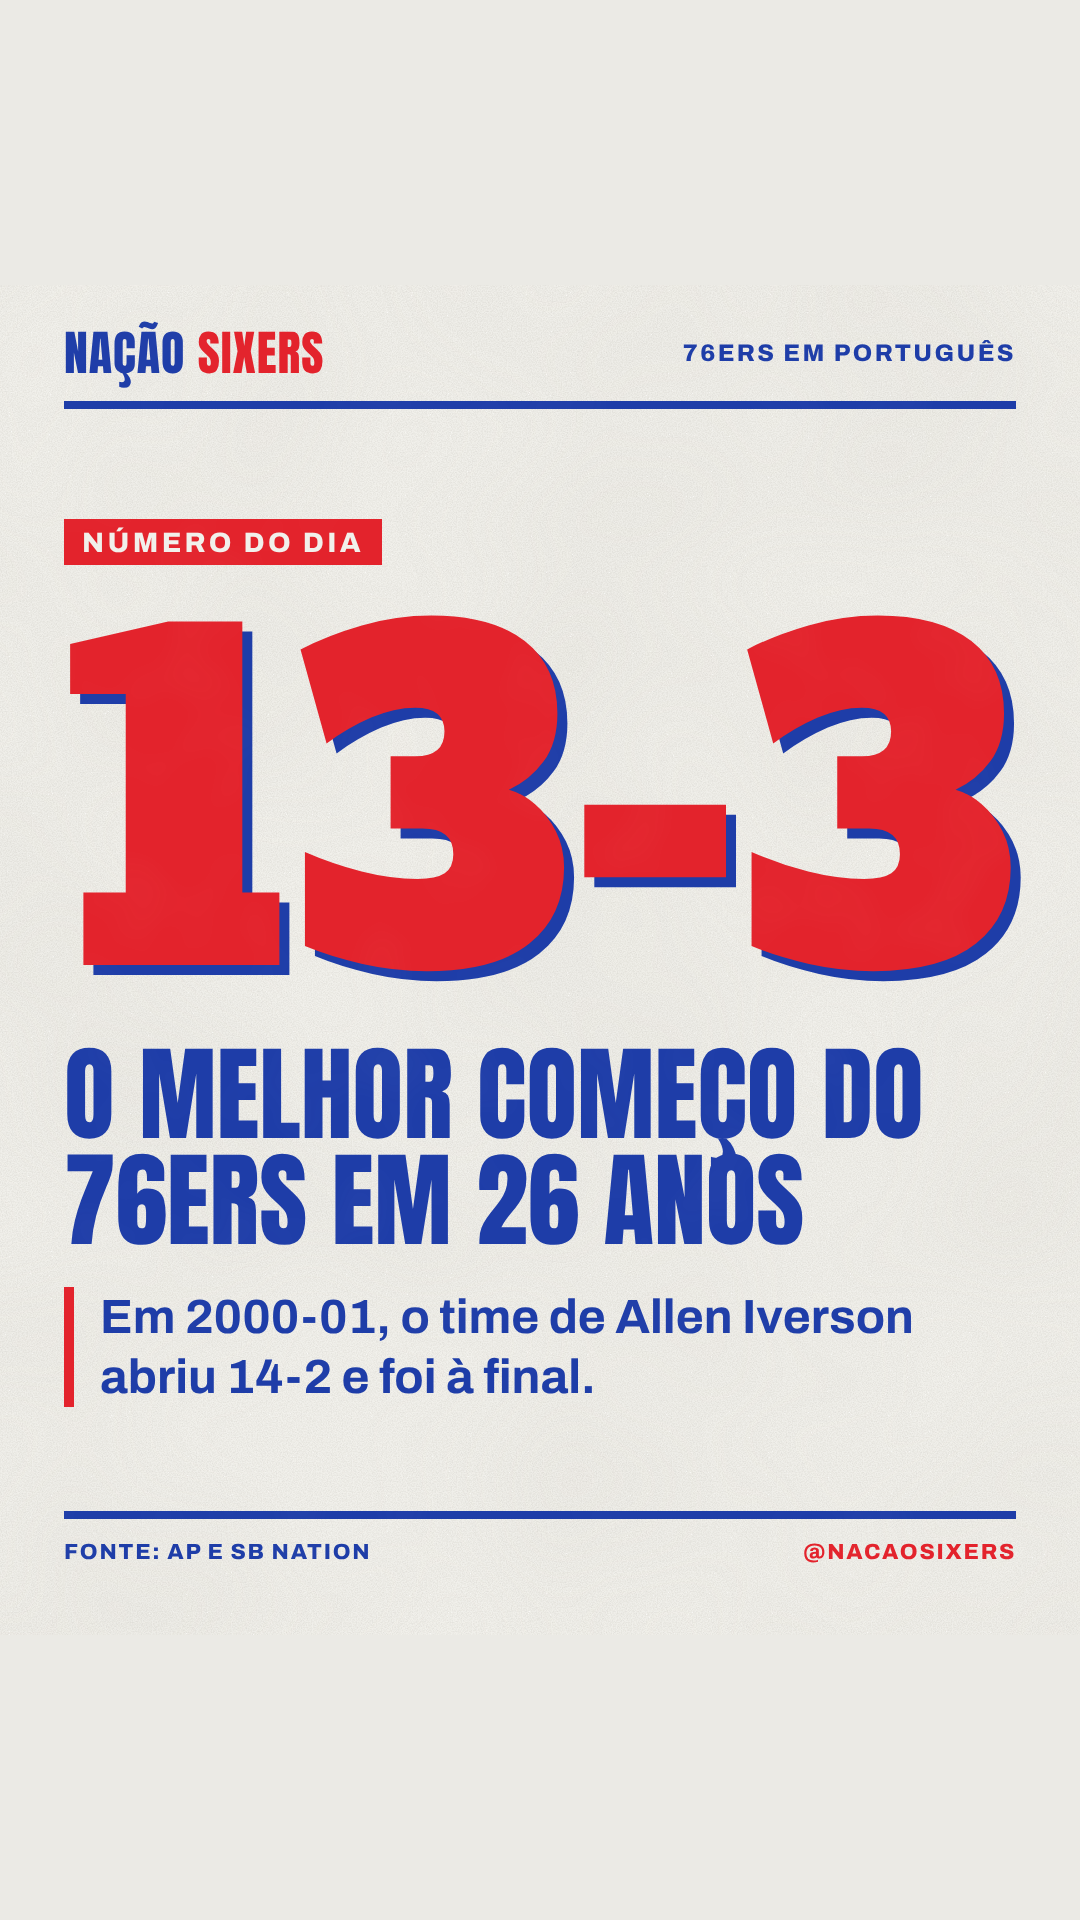 NAÇÃO SIXERS
76ERS EM PORTUGUÊS
NÚMERO DO DIA
13-3
O MELHOR COMEÇO DO
76ERS EM 26 ANOS
Em 2000-01, o time de Allen Iverson
abriu 14-2 e foi à final.
FONTE: AP E SB NATION
@NACAOSIXERS